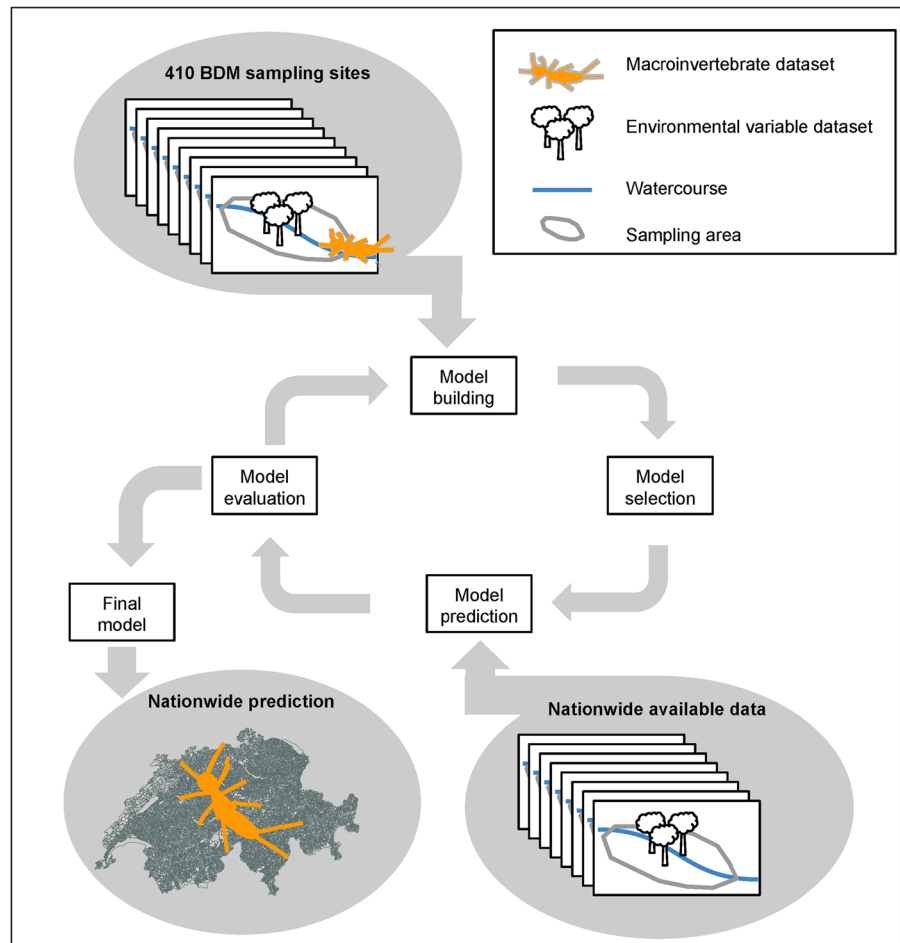 410 BDM sampling sites
Macroinvertebrate dataset
Environmental variable dataset
Watercourse
Sampling area
Model
building
Model
evaluation
Model
selection
Final
model
Model
prediction
Nationwide prediction
Nationwide available data